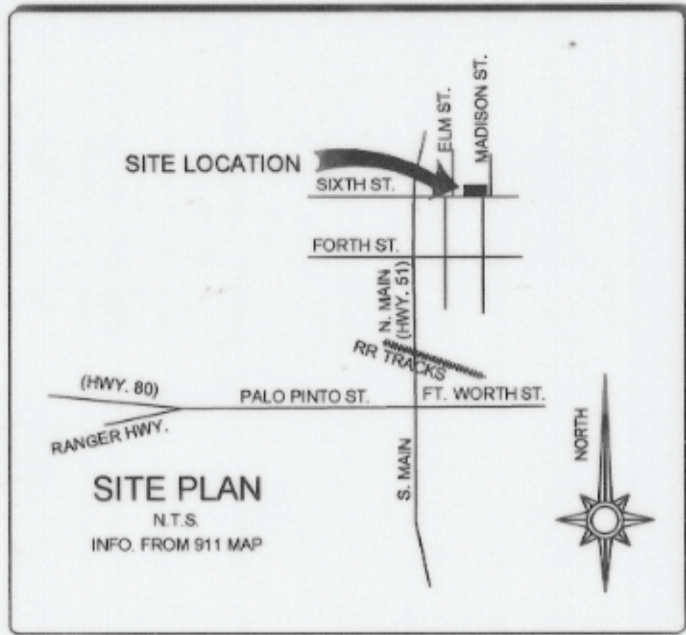 ELM ST.
MADISON ST.
SITE LOCATION
SIXTH ST.
FORTH ST.
N. MAIN
(HWY. 51)
RR TRACKS
(HWY. 80)
PALO PINTO ST.
FT. WORTH ST.
RANGER HWY.
S. MAIN
NORTH
SITE PLAN
N.T.S.
INFO. FROM 911 MAP